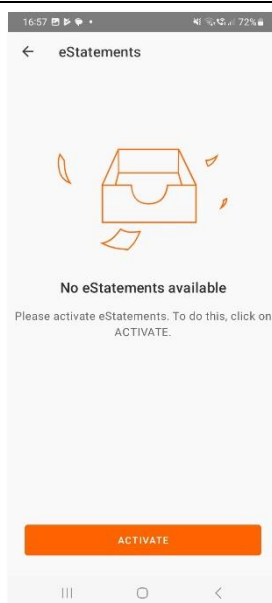 16:57 72%
eStatements
No eStatements available
Please activate eStatements. To do this, click on
ACTIVATE.
ACTIVATE